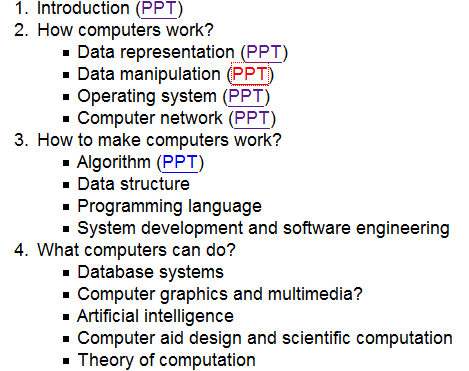 1. Introduction (PPT)
2. How computers work?
▪ Data representation (PPT)
▪ Data manipulation (PPT)
▪ Operating system (PPT)
▪ Computer network (PPT)
3. How to make computers work?
▪ Algorithm (PPT)
▪ Data structure
▪ Programming language
▪ System development and software engineering
4. What computers can do?
▪ Database systems
▪ Computer graphics and multimedia?
▪ Artificial intelligence
▪ Computer aid design and scientific computation
▪ Theory of computation